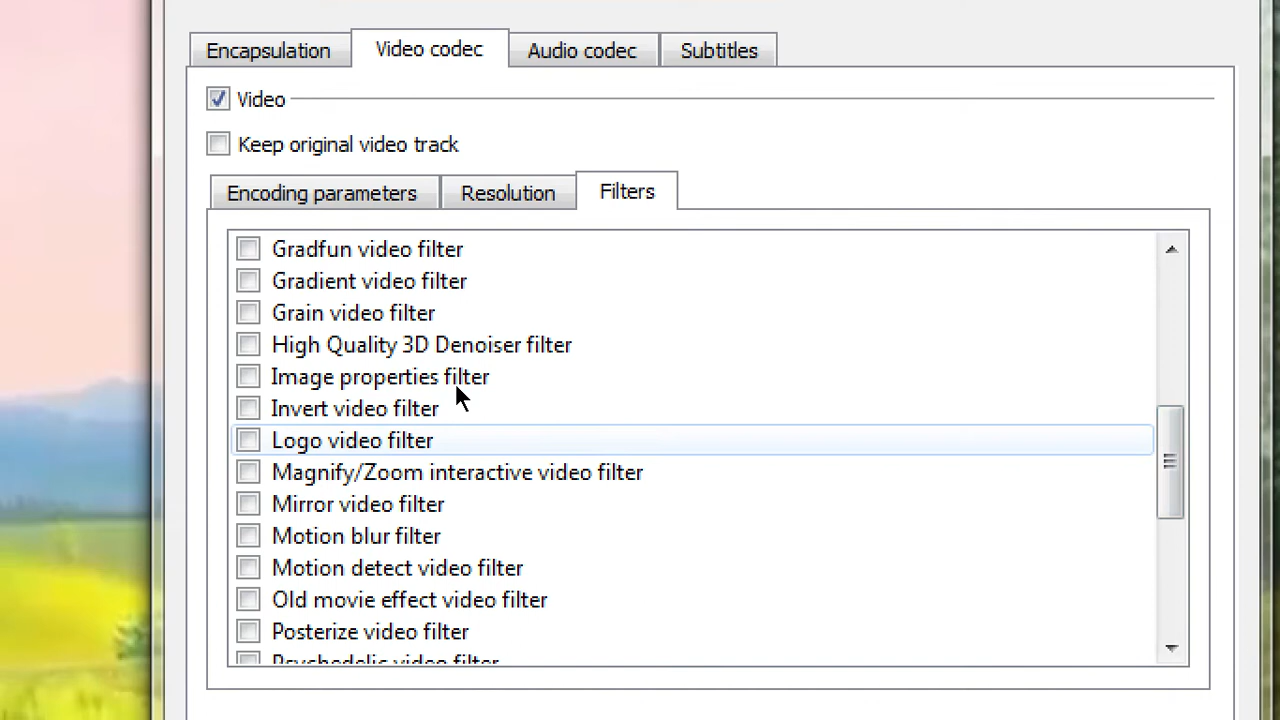 Encapsulation Video codec Audio codec Subtitles
Video
Keep original video track
Encoding parameters Resolution Filters
Gradfun video filter
Gradient video filter
Grain video filter
High Quality 3D Denoiser filter
Image properties filter
Invert video filter
Logo video filter
Magnify/Zoom interactive video filter
Mirror video filter
Motion blur filter
Motion detect video filter
Old movie effect video filter
Posterize video filter
Psychedelic video filter